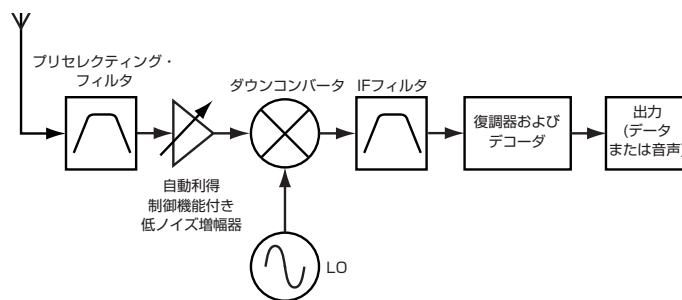 プリセレクティング・
フィルタ
ダウンコンバータ
IFフィルタ
復調器および
デコーダ
出力
(データ
または音声)
自動利得
制御機能付き
低ノイズ増幅器
LO